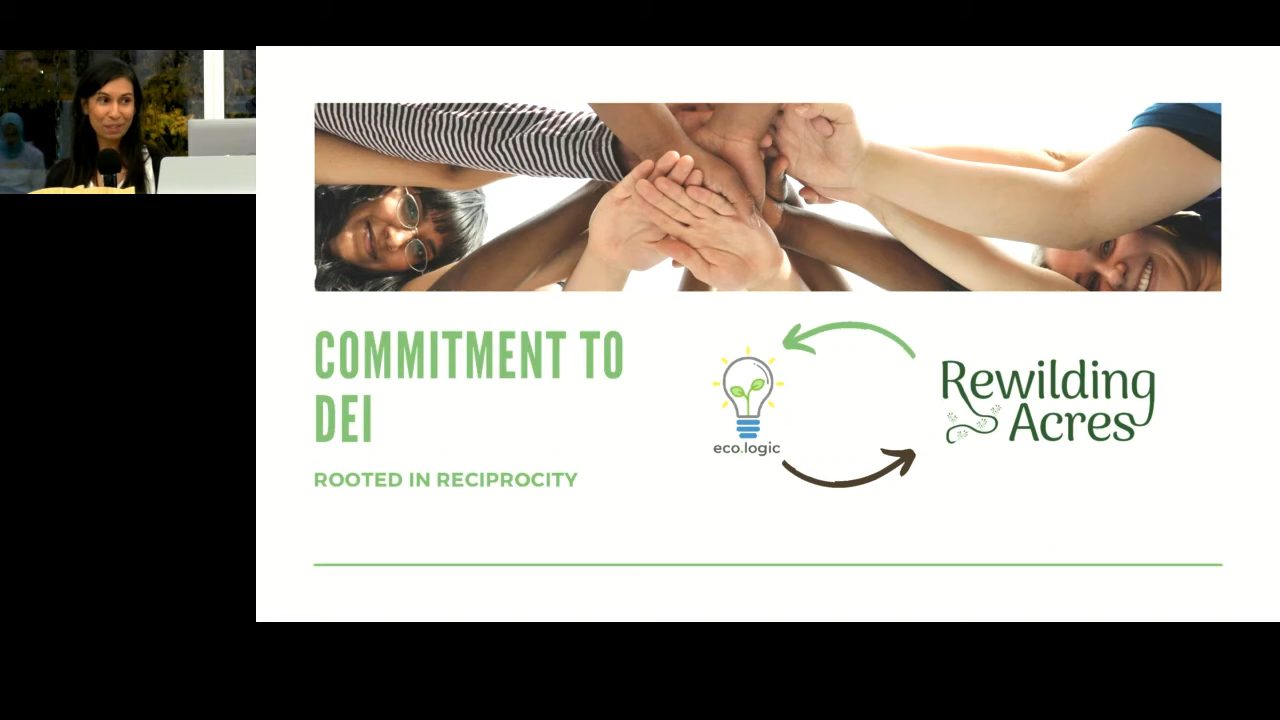 COMMITMENT TO
DEI
ROOTED IN RECIPROCITY
eco.logic
Rewilding
Acres